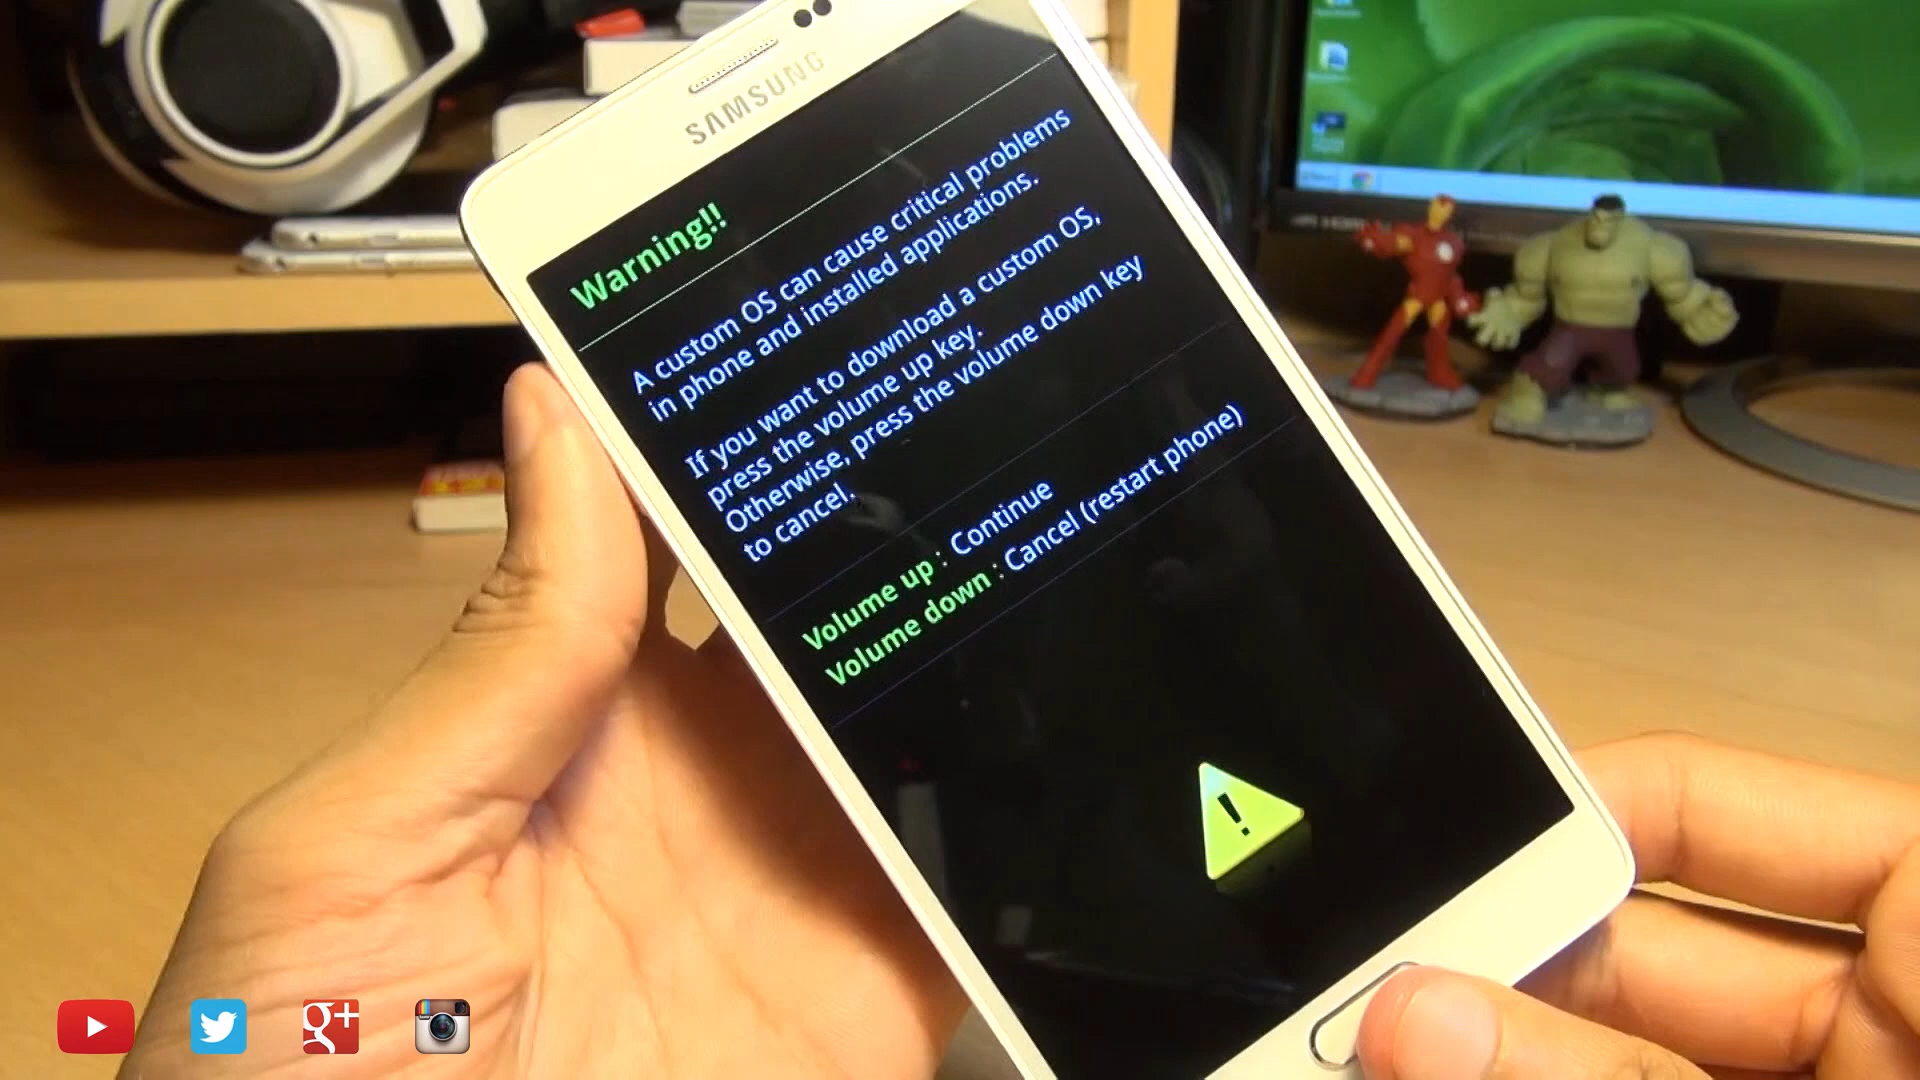 SAMSUNG
Warning!!
A custom OS can cause critical problems
in phone and installed applications.
If you want to download a custom OS,
press the volume up key.
Otherwise, press the volume down key
to cancel.
Volume up : Continue
Volume down : Cancel (restart phone)
g+